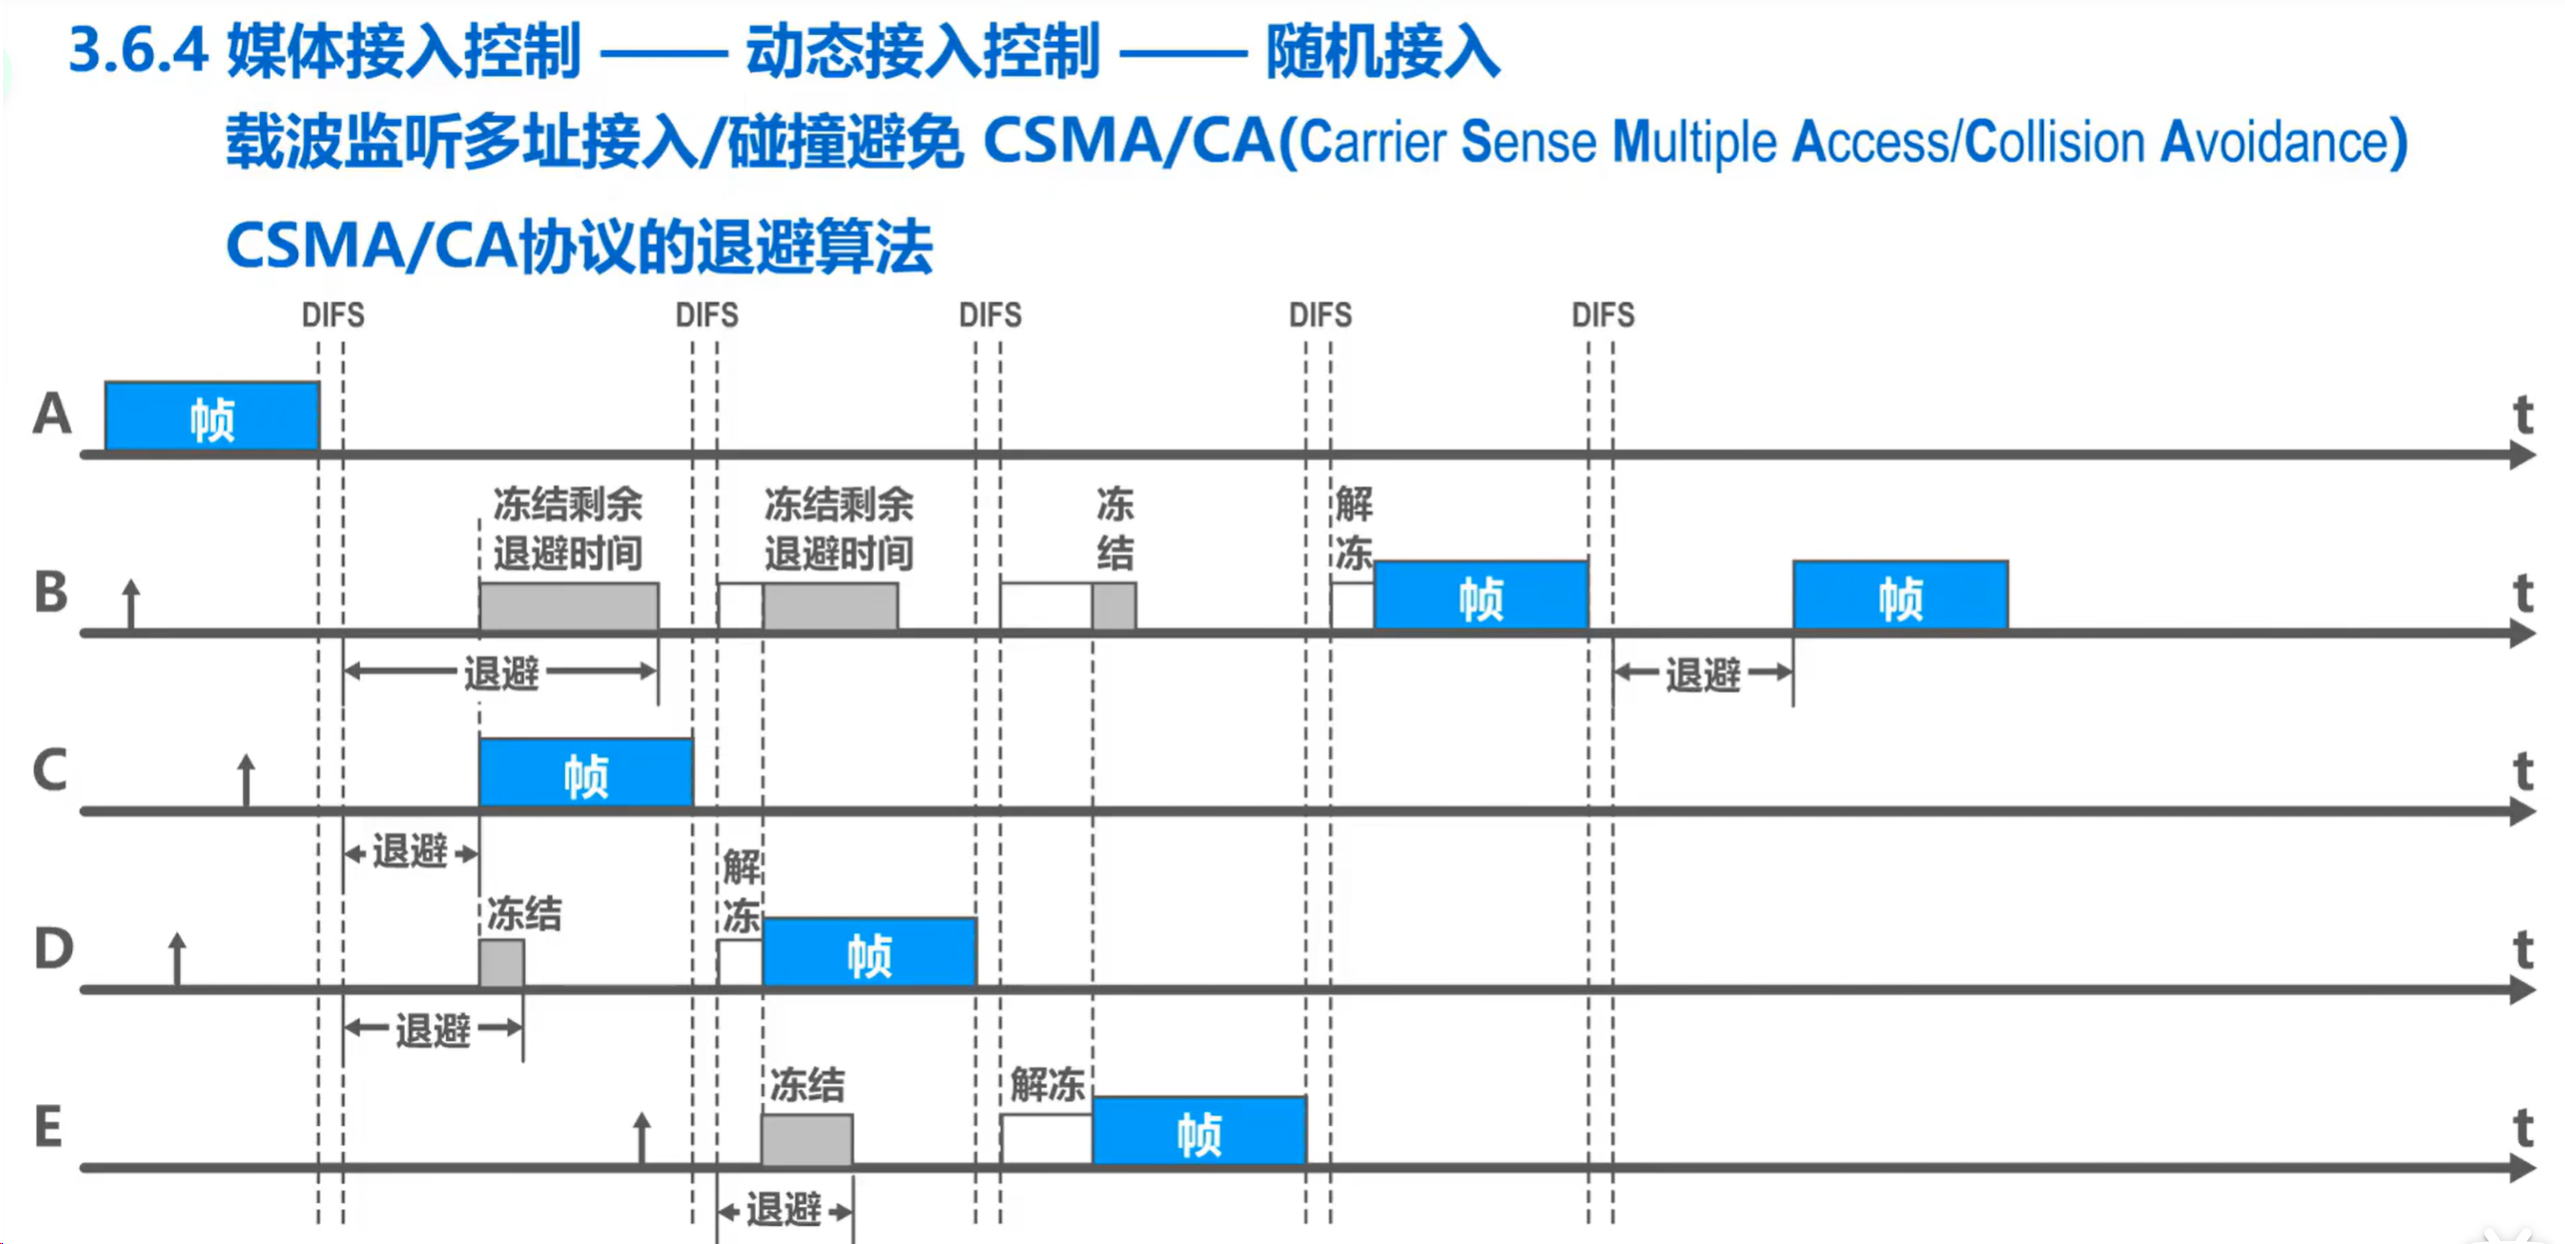 3.6.4 媒体接入控制 —— 动态接入控制 —— 随机接入
载波监听多址接入/碰撞避免 CSMA/CA(Carrier Sense Multiple Access/Collision Avoidance)
CSMA/CA协议的退避算法
DIFS DIFS DIFS DIFS DIFS
A 帧 t
冻结剩余 冻结剩余 冻 解
退避时间 退避时间 结 冻
B 帧 帧 t
退避 退避
C 帧 t
退避 解
冻结 冻
D 帧 t
退避
冻结 解冻
E 帧 t
退避